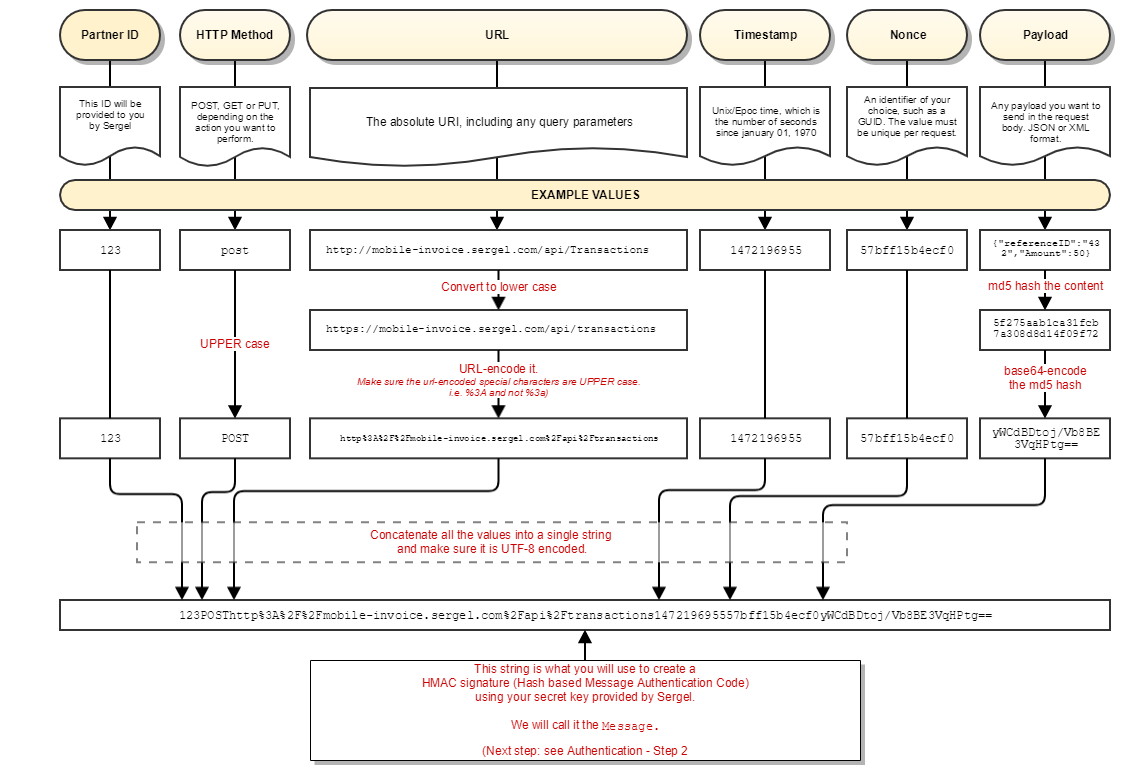 Partner ID
HTTP Method
URL
Timestamp
Nonce
Payload
This ID will be
provided to you
by Sergel
POST, GET or PUT,
depending on the
action you want to
perform.
The absolute URI, including any query parameters
Unix/Epoc time, which is
the number of seconds
since january 01, 1970
An identifier of your
choice, such as a
GUID. The value must
be unique per request.
Any payload you want to
send in the request
body. JSON or XML
format.
EXAMPLE VALUES
123
post
http://mobile-invoice.sergel.com/api/Transactions
1472196955
57bff15b4ecf0
{"referenceID":"43
2","Amount":50}
Convert to lower case
md5 hash the content
https://mobile-invoice.sergel.com/api/transactions
5f275aab1ca31fcb
7a308d8d14f09f72
UPPER case
URL-encode it.
Make sure the url-encoded special characters are UPPER case.
i.e. %3A and not %3a)
base64-encode
the md5 hash
123
POST
http%3A%2F%2Fmobile-invoice.sergel.com%2Fapi%2Ftransactions
1472196955
57bff15b4ecf0
yWCdBDtoj/Vb8BE
3VqHPtg==
Concatenate all the values into a single string
and make sure it is UTF-8 encoded.
123POSThttp%3A%2F%2Fmobile-invoice.sergel.com%2Fapi%2Ftransactions147219695557bff15b4ecf0yWCdBDtoj/Vb8BE3VqHPtg==
This string is what you will use to create a
HMAC signature (Hash based Message Authentication Code)
using your secret key provided by Sergel.
We will call it the Message.
(Next step: see Authentication - Step 2